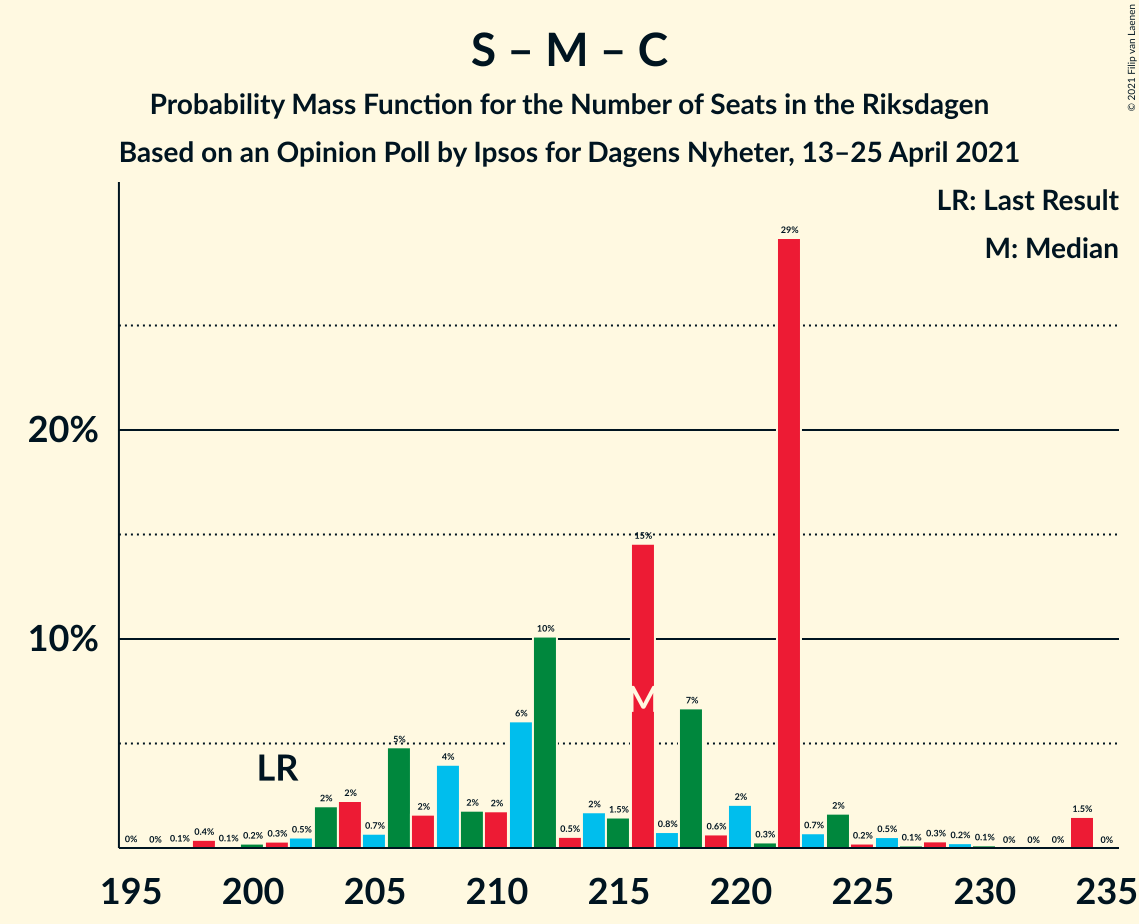 © 2021 Filip van Laenen
S – M – C
Probability Mass Function for the Number of Seats in the Riksdagen
Based on an Opinion Poll by Ipsos for Dagens Nyheter, 13–25 April 2021
LR: Last Result
M: Median
20%
10%
0% 0% 0.1% 0.4% 0.1% 0.2% 0.3% 0.5% 2% 2% 5% 0.7% 2% 4% 2% 2% 6% 10% 0.5% 2% 1.5% 15% 0.8% 7% 0.6% 2% 0.3% 29% 0.7% 2% 0.2% 0.5% 0.1% 0.3% 0.2% 0.1% 0% 0% 0% 1.5% 0%
LR
M
195 200 205 210 215 220 225 230 235